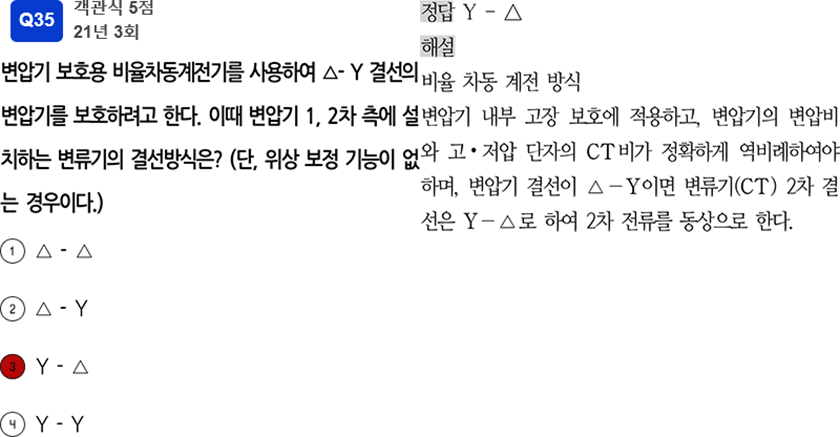 Q35
객관식 5점
21년 3회
변압기 보호용 비율차동계전기를 사용하여 △- Y 결선의
변압기를 보호하려고 한다. 이때 변압기 1, 2차 측에 설
치하는 변류기의 결선방식은? (단, 위상 보정 기능이 없
는 경우이다.)
1 △ - △
2 △ - Y
3 Y - △
4 Y - Y
정답 Y - △
해설
비율 차동 계전 방식
변압기 내부 고장 보호에 적용하고, 변압기의 변압비
와 고•저압 단자의 CT비가 정확하게 역비례하여야
하며, 변압기 결선이 △-Y이면 변류기(CT) 2차 결
선은 Y-△로 하여 2차 전류를 동상으로 한다.